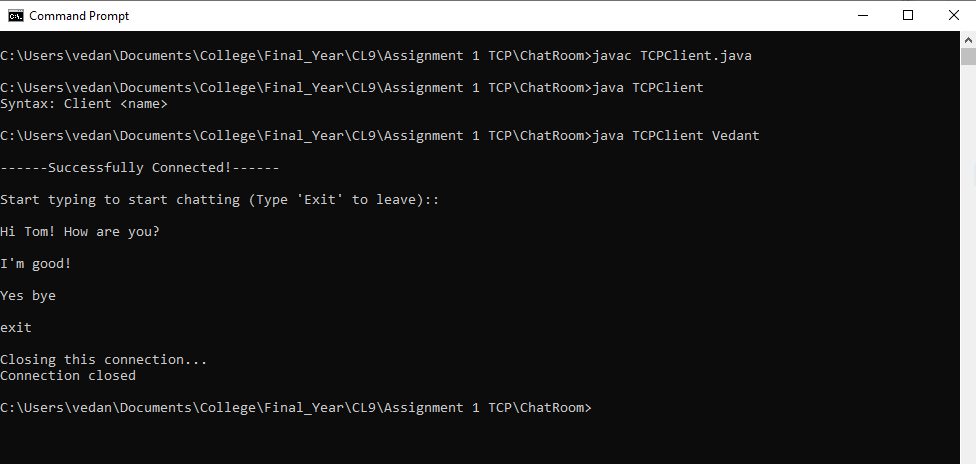 Command Prompt
C:\Users\vedan\Documents\College\Final_Year\CL9\Assignment 1 TCP\ChatRoom>javac TCPClient.java
C:\Users\vedan\Documents\College\Final_Year\CL9\Assignment 1 TCP\ChatRoom>java TCPClient
Syntax: Client <name>
C:\Users\vedan\Documents\College\Final_Year\CL9\Assignment 1 TCP\ChatRoom>java TCPClient Vedant
------Successfully Connected!------
Start typing to start chatting (Type 'Exit' to leave)::
Hi Tom! How are you?
I'm good!
Yes bye
exit
Closing this connection...
Connection closed
C:\Users\vedan\Documents\College\Final_Year\CL9\Assignment 1 TCP\ChatRoom>